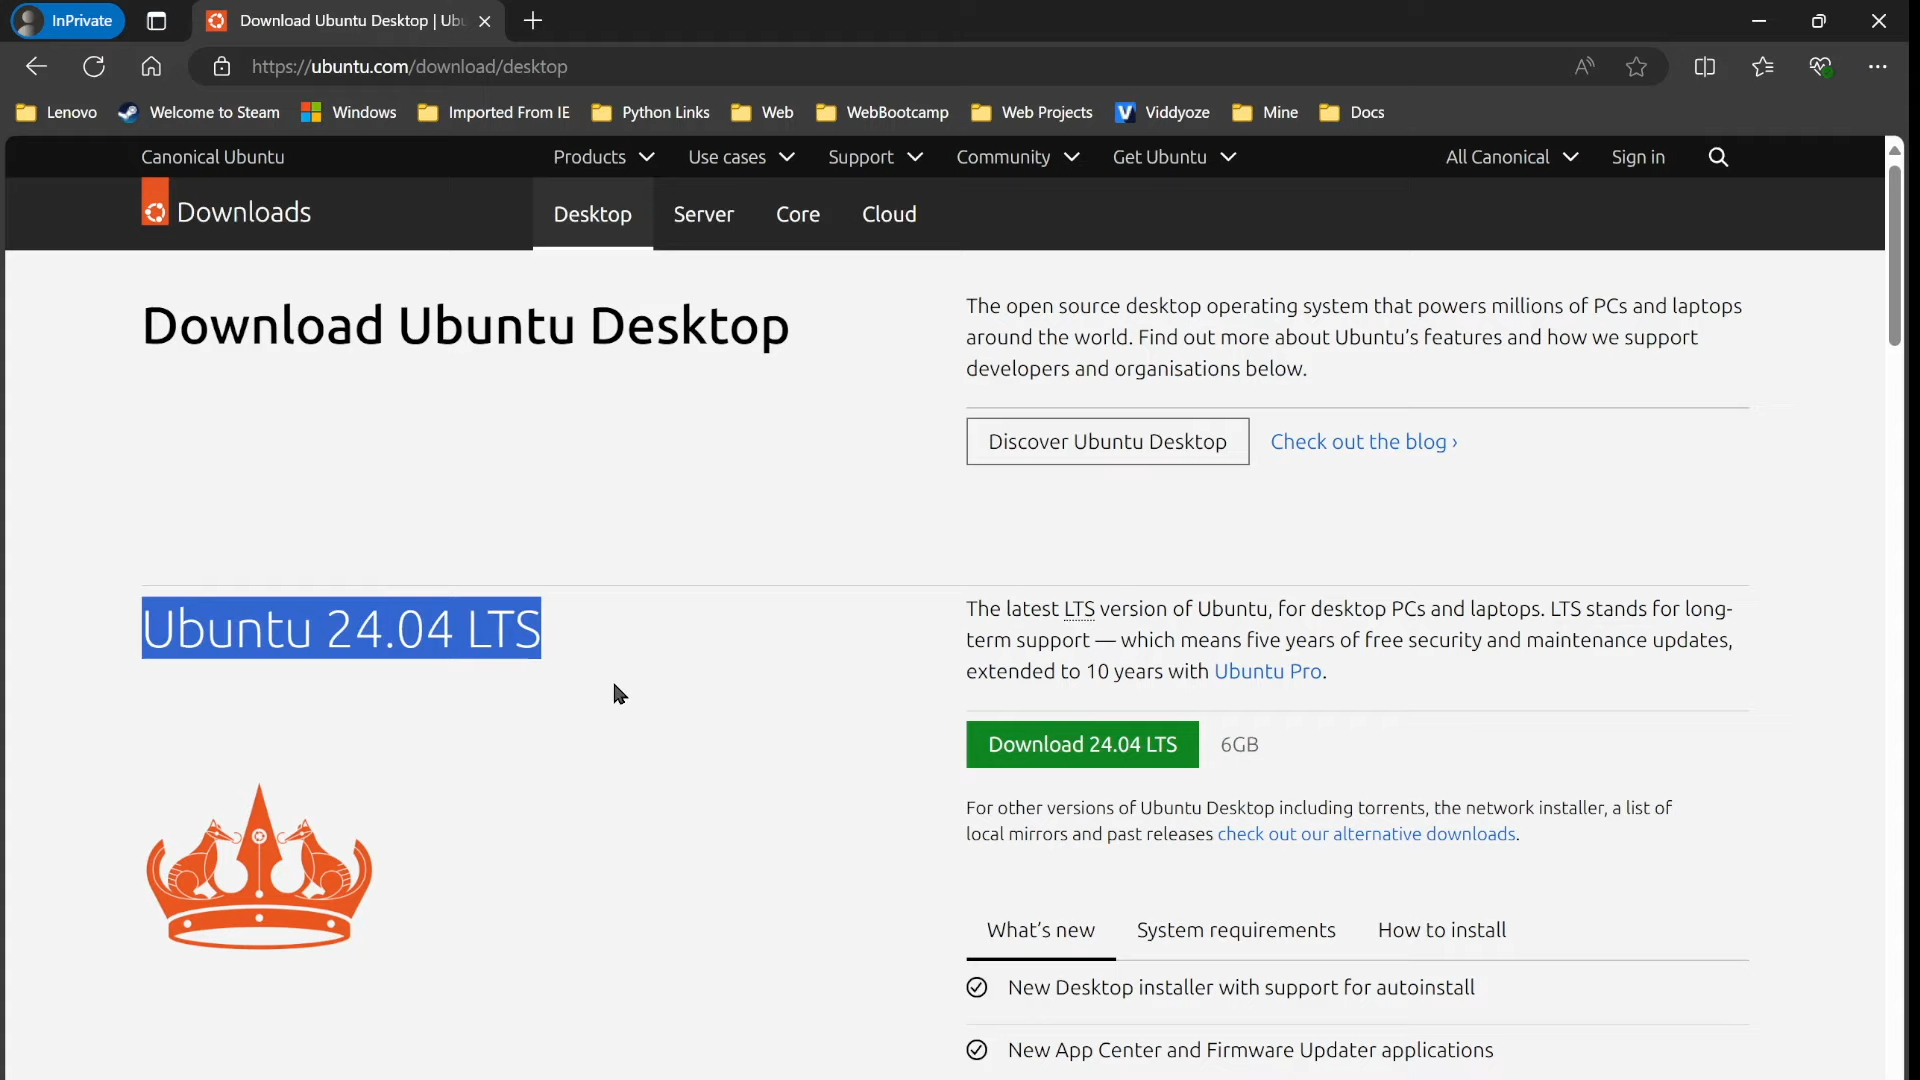 InPrivate
Download Ubuntu Desktop | Ubu
https://ubuntu.com/download/desktop
Lenovo
Welcome to Steam
Windows
Imported From IE
Python Links
Web
WebBootcamp
Web Projects
Viddyoze
Mine
Docs
Canonical Ubuntu
Products
Use cases
Support
Community
Get Ubuntu
All Canonical
Sign in
Downloads
Desktop
Server
Core
Cloud
Download Ubuntu Desktop
The open source desktop operating system that powers millions of PCs and laptops
around the world. Find out more about Ubuntu’s features and how we support
developers and organisations below.
Discover Ubuntu Desktop
Check out the blog ›
Ubuntu 24.04 LTS
The latest LTS version of Ubuntu, for desktop PCs and laptops. LTS stands for long-
term support — which means five years of free security and maintenance updates,
extended to 10 years with Ubuntu Pro.
Download 24.04 LTS
6GB
For other versions of Ubuntu Desktop including torrents, the network installer, a list of
local mirrors and past releases check out our alternative downloads.
What’s new
System requirements
How to install
New Desktop installer with support for autoinstall
New App Center and Firmware Updater applications